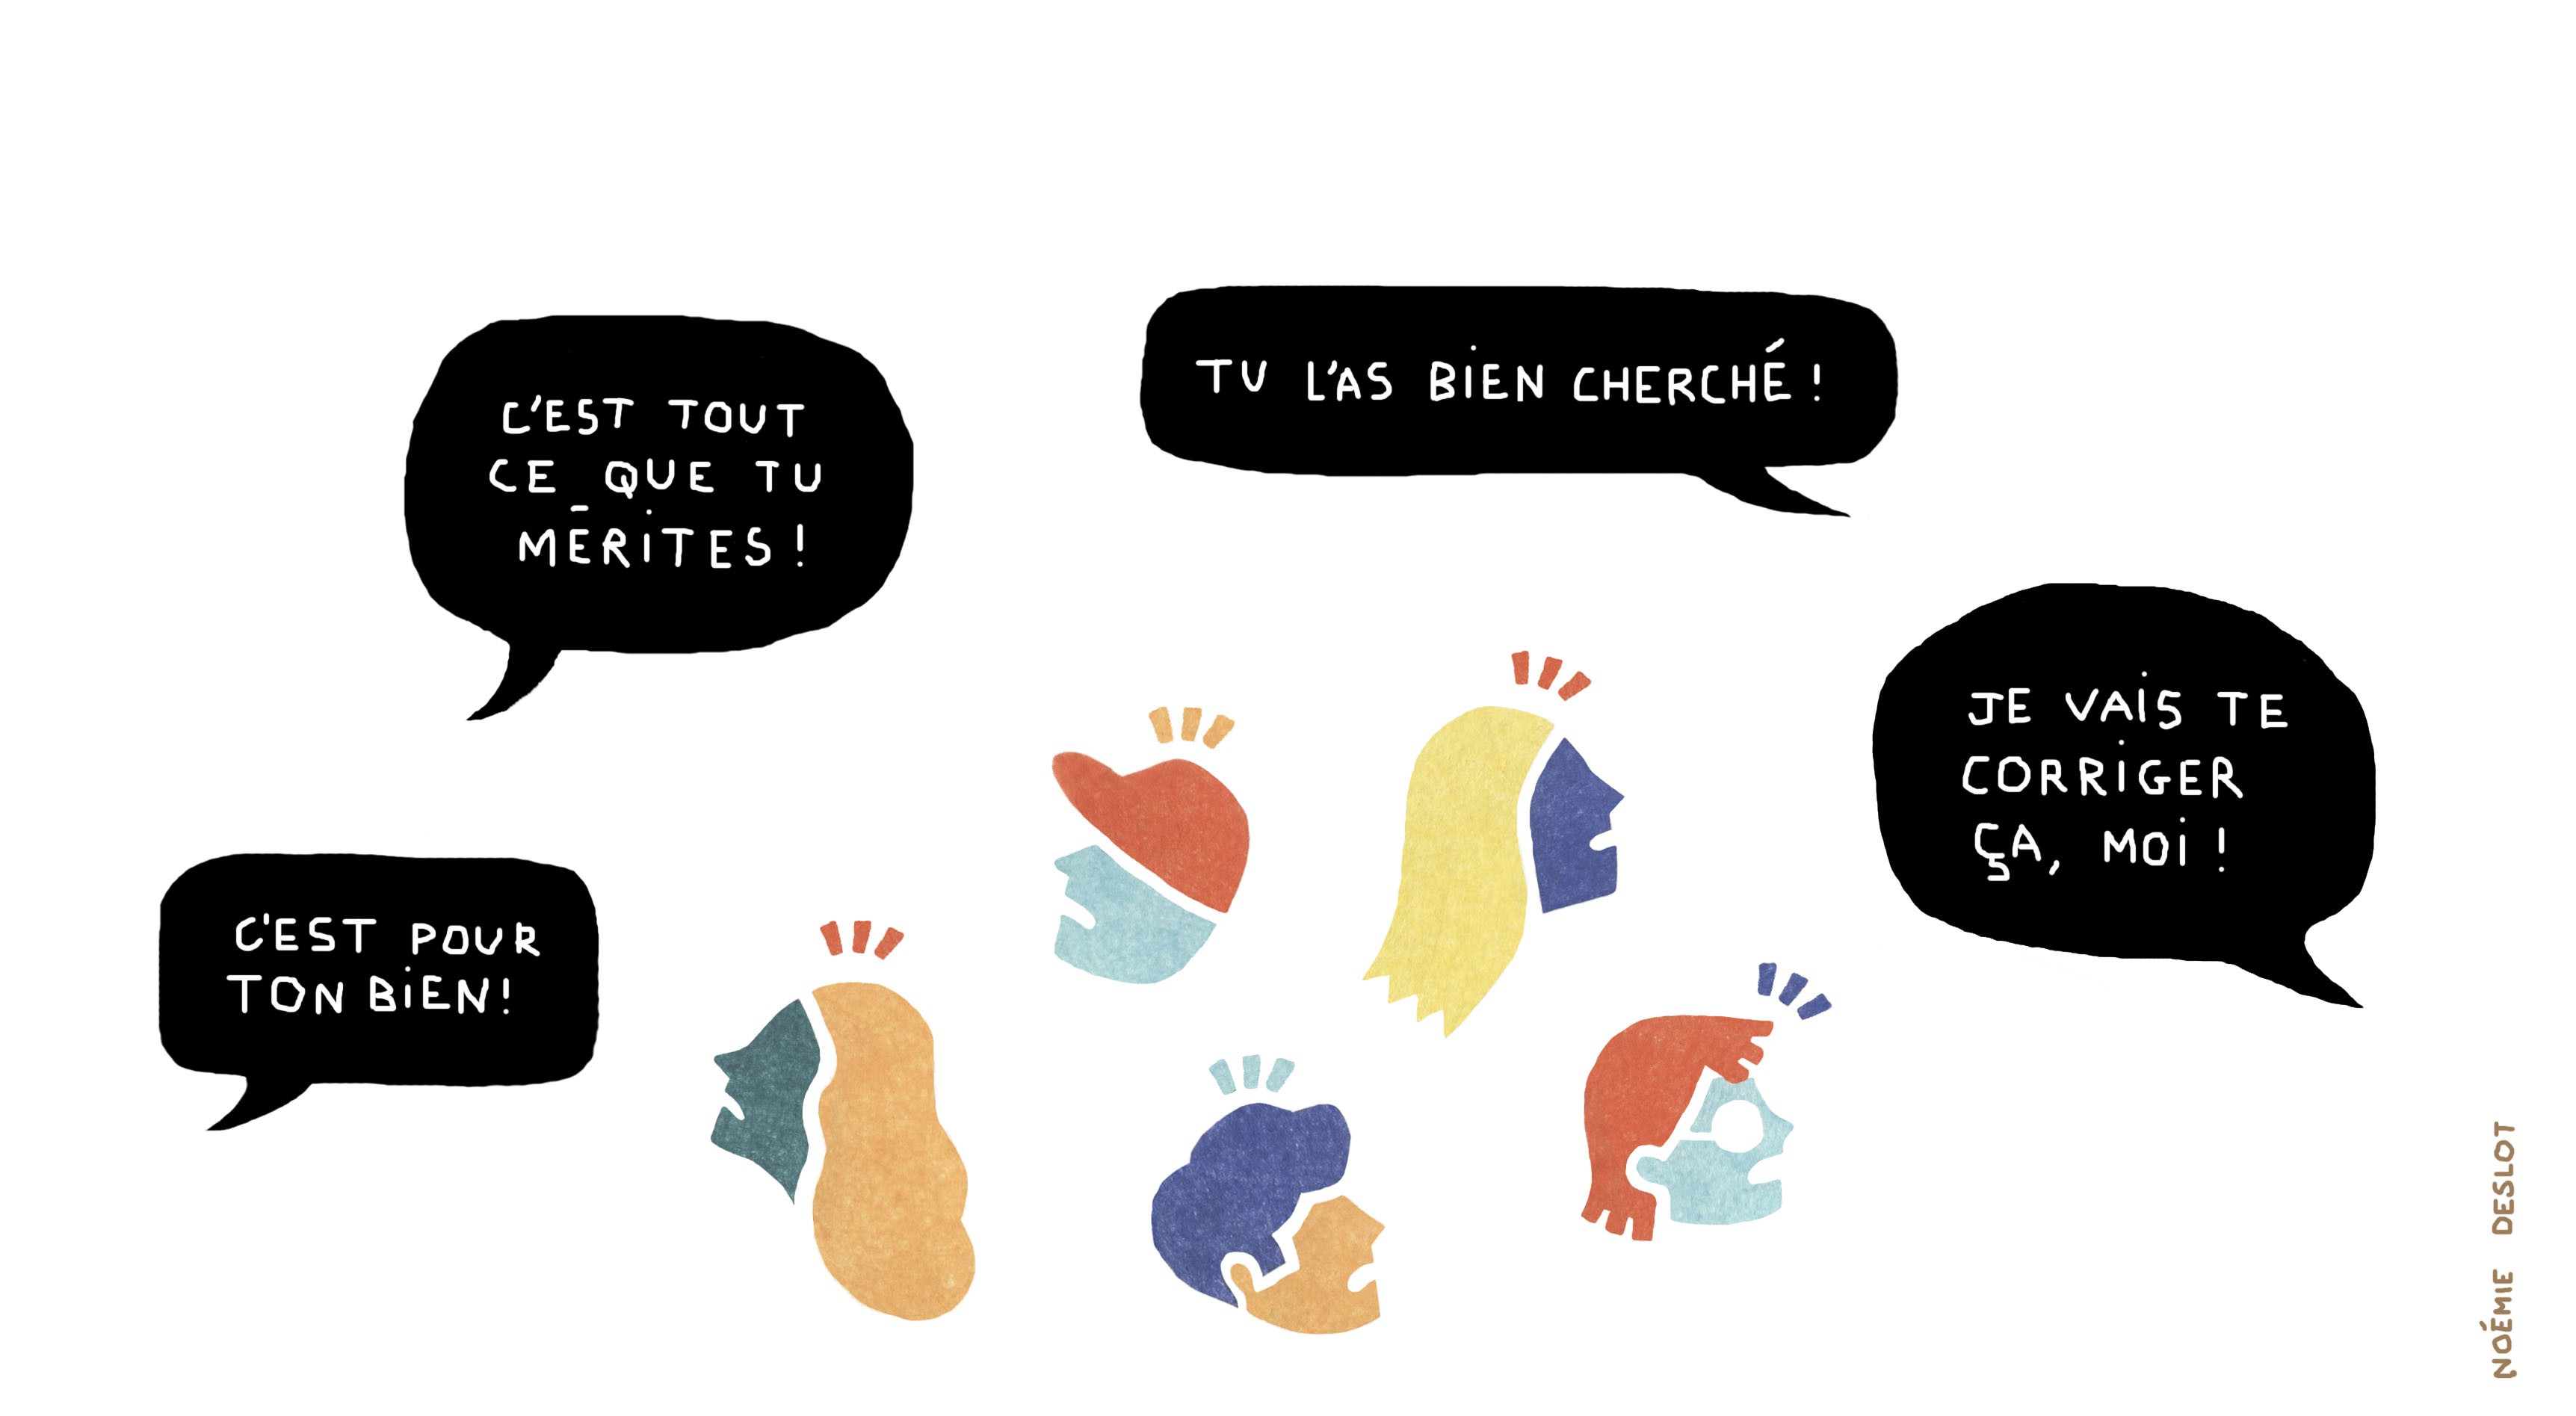 C'EST TOUT
CE QUE TU
MÉRITES !
TU L'AS BIEN CHERCHÉ !
JE VAIS TE
CORRIGER
ÇA, MOI !
C'EST POUR
TON BIEN !
NOÉMIE DESLOT